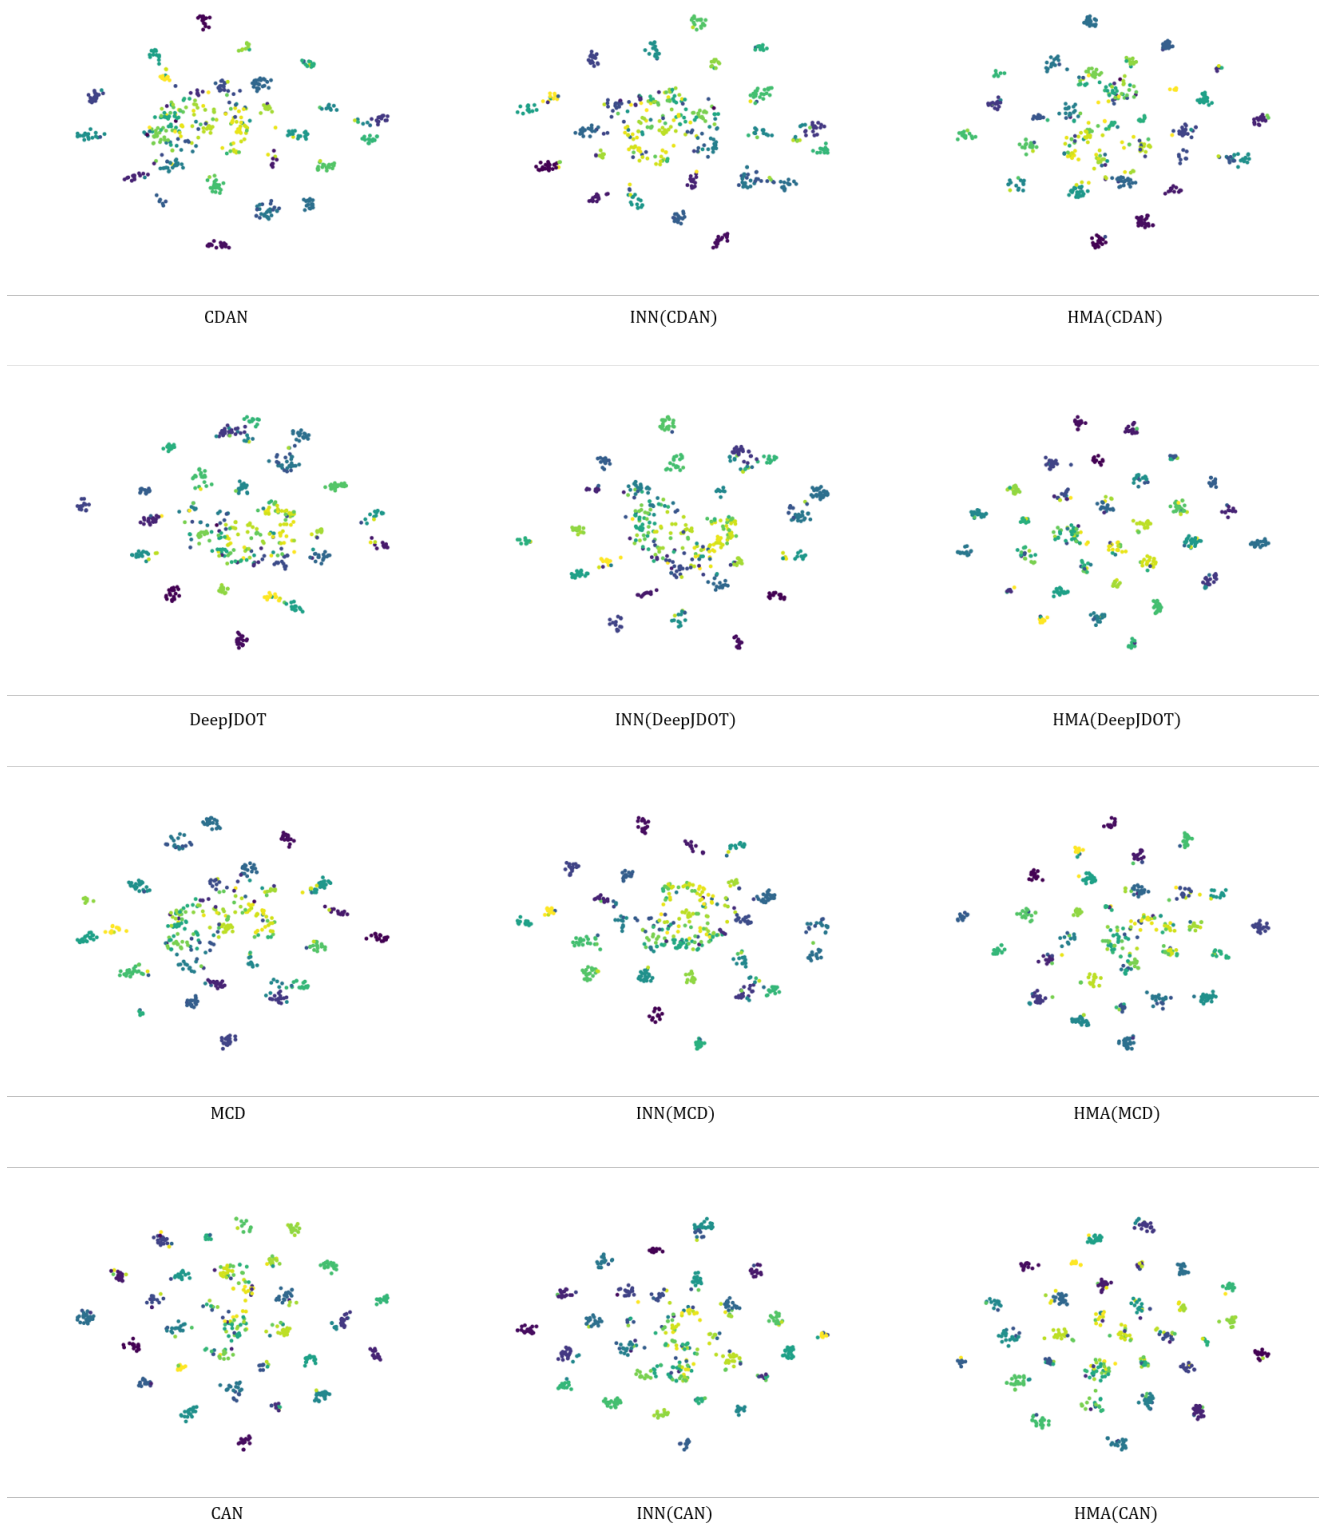 CDAN INN(CDAN) HMA(CDAN)
DeepJDOT INN(DeepJDOT) HMA(DeepJDOT)
MCD INN(MCD) HMA(MCD)
CAN INN(CAN) HMA(CAN)